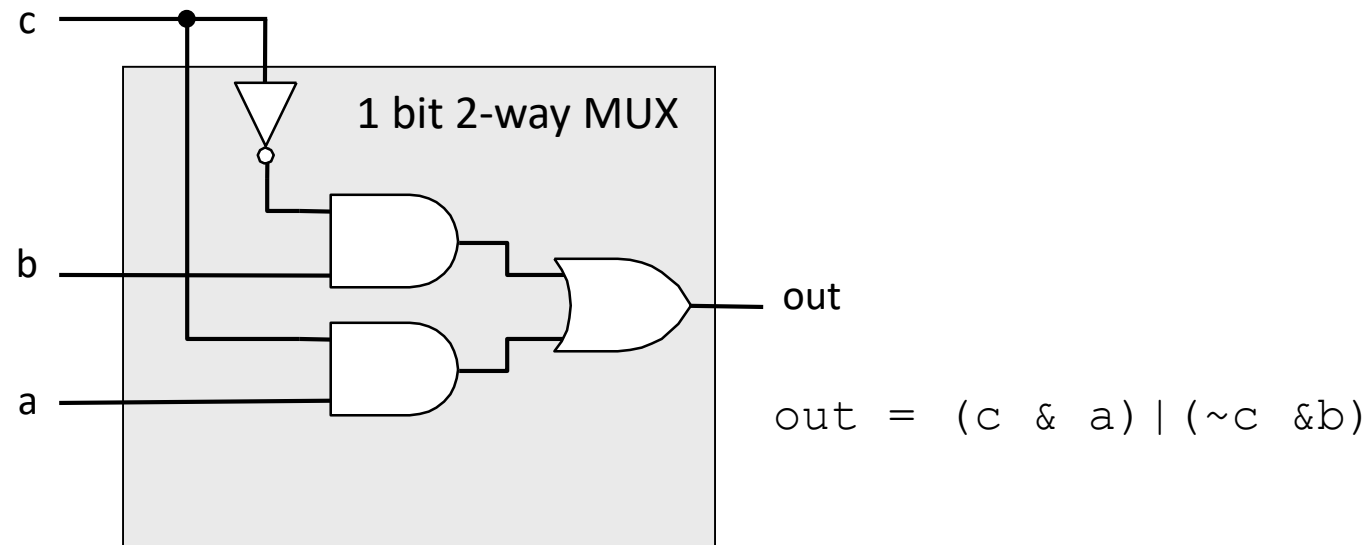 c
1 bit 2-way MUX
b
out
a
out = (c & a)|(~c &b)